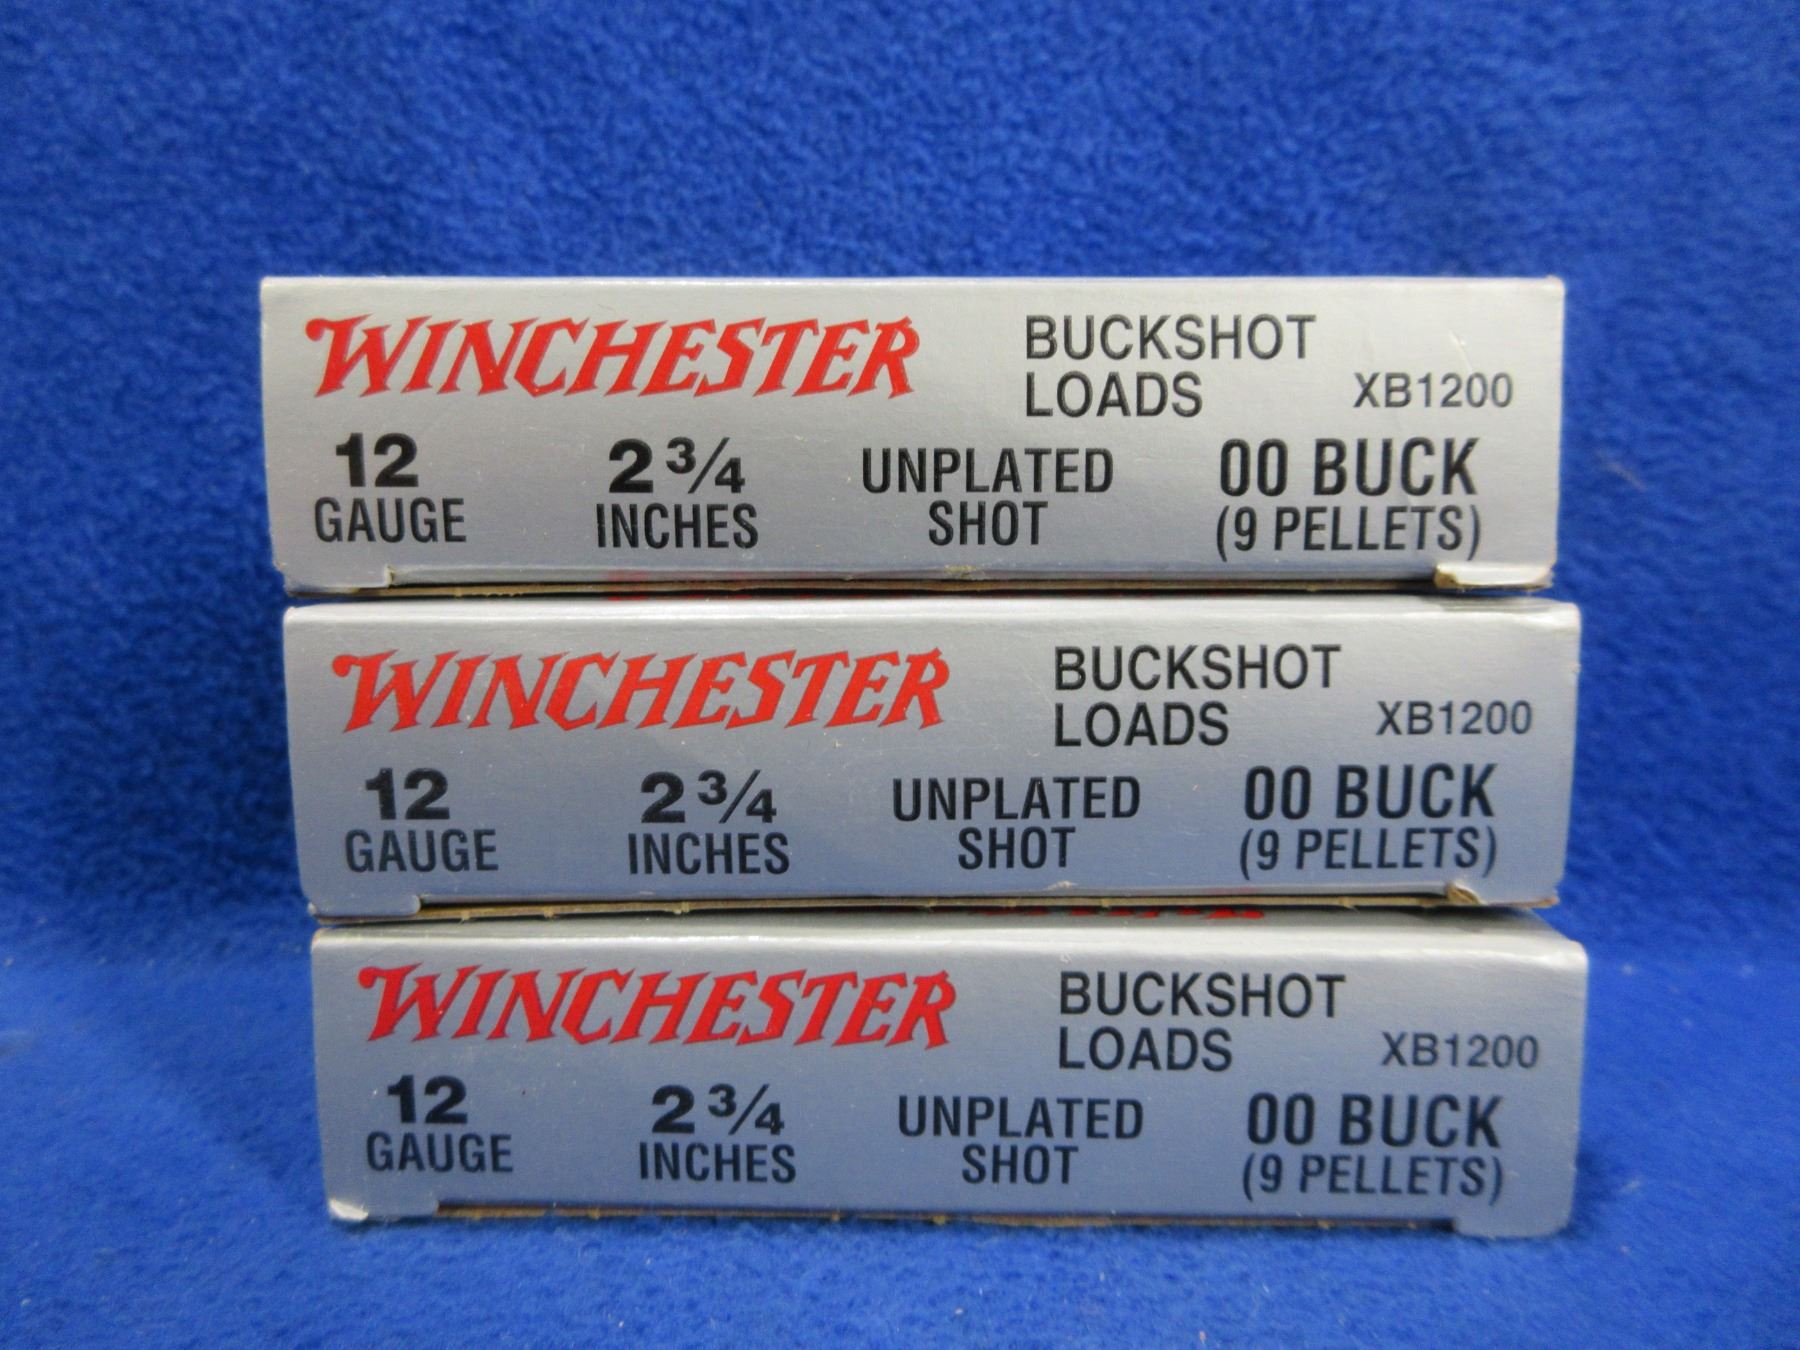 WINCHESTER BUCKSHOT
LOADS XB1200
12 2 3/4 UNPLATED 00 BUCK
GAUGE INCHES SHOT (9 PELLETS)
WINCHESTER BUCKSHOT
LOADS XB1200
12 2 3/4 UNPLATED 00 BUCK
GAUGE INCHES SHOT (9 PELLETS)
WINCHESTER BUCKSHOT
LOADS XB1200
12 2 3/4 UNPLATED 00 BUCK
GAUGE INCHES SHOT (9 PELLETS)